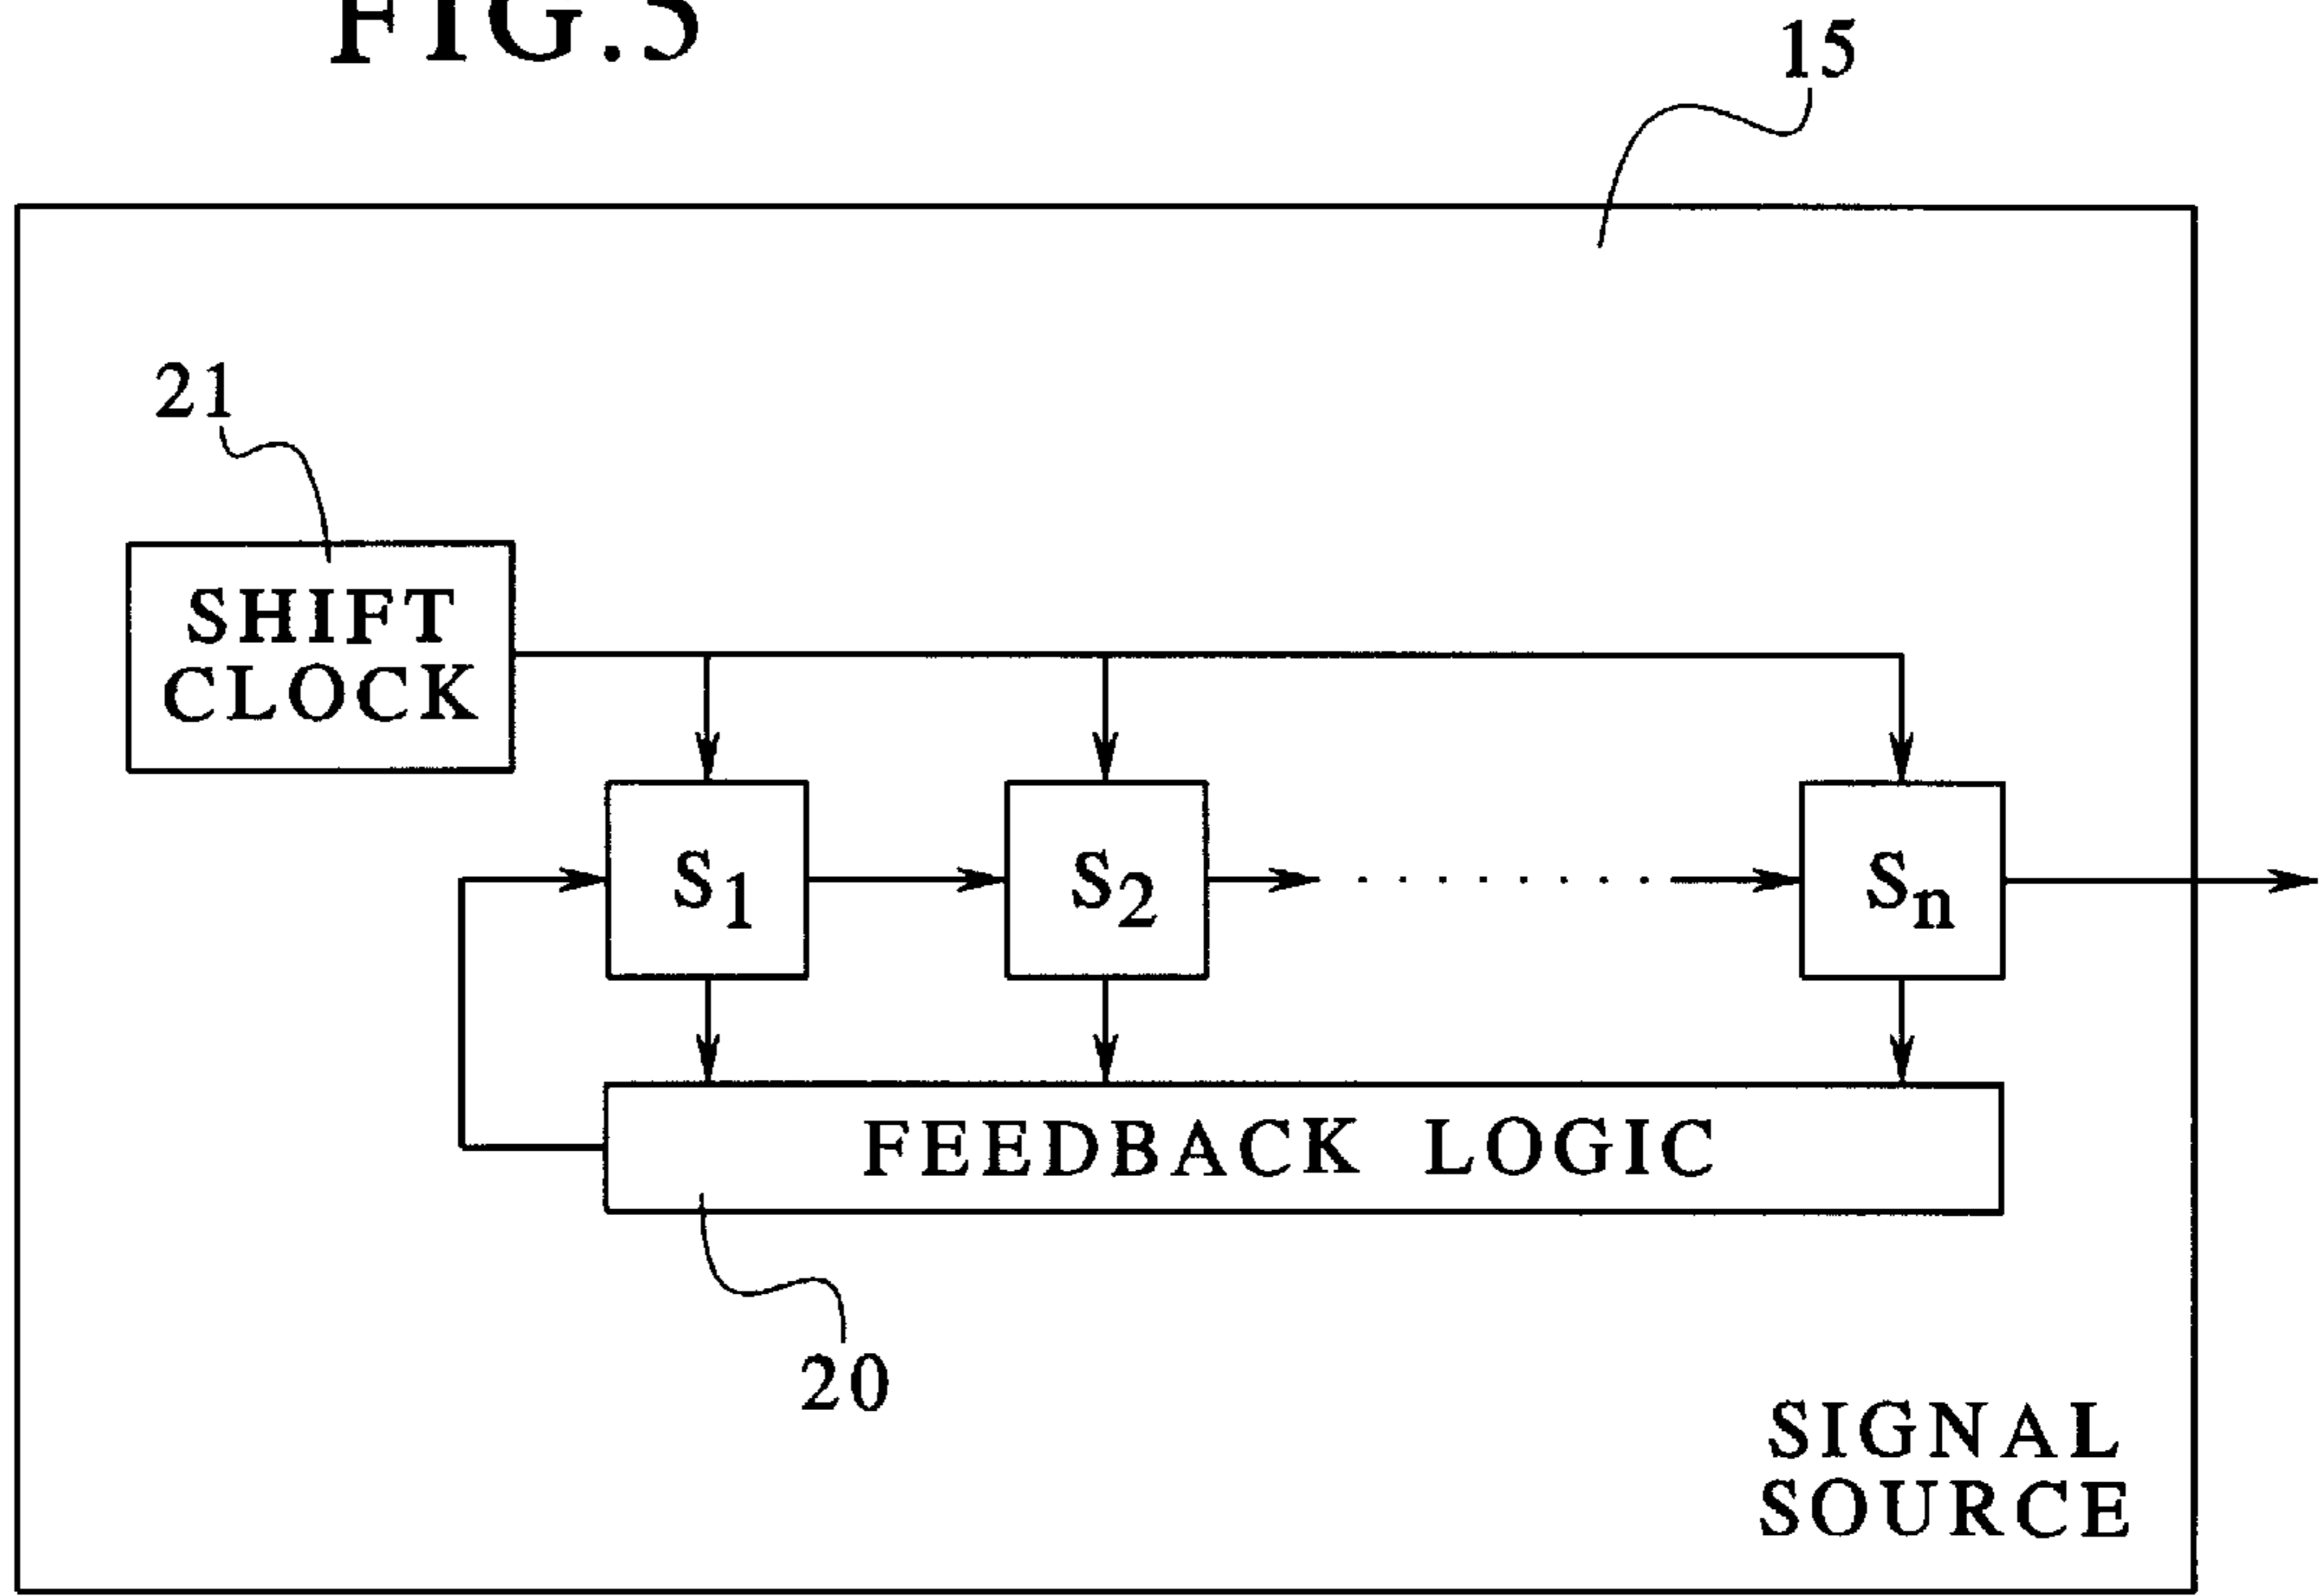 FIG.5
15
21
SHIFT
CLOCK
S1
S2
Sn
FEEDBACK LOGIC
20
SIGNAL
SOURCE